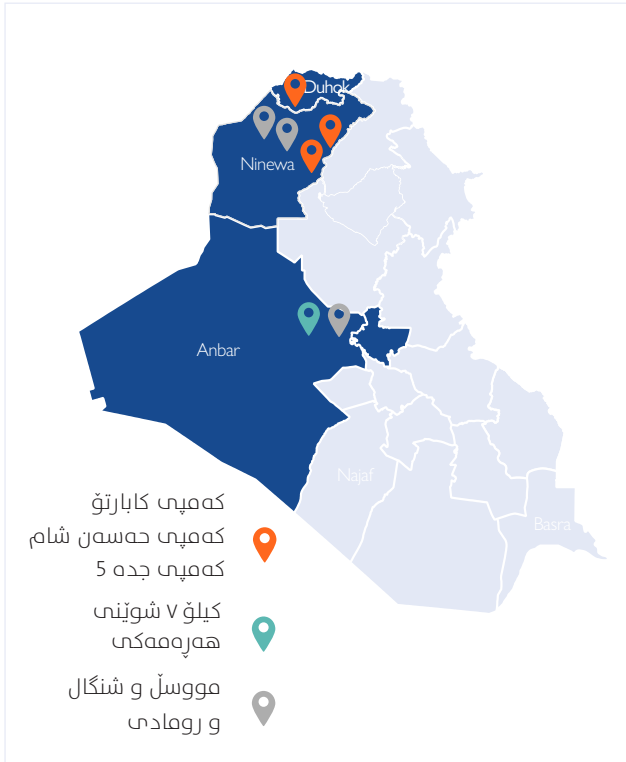 Duhok
Ninewa
Anbar
Najaf
Basra
کەمپی کابارتۆ
کەمپی حەسەن شام
کەمپی جدە 5
کیلۆ ٧ شوێنی
هەڕەمەکی
مووسڵ و شنگال
و رومادی